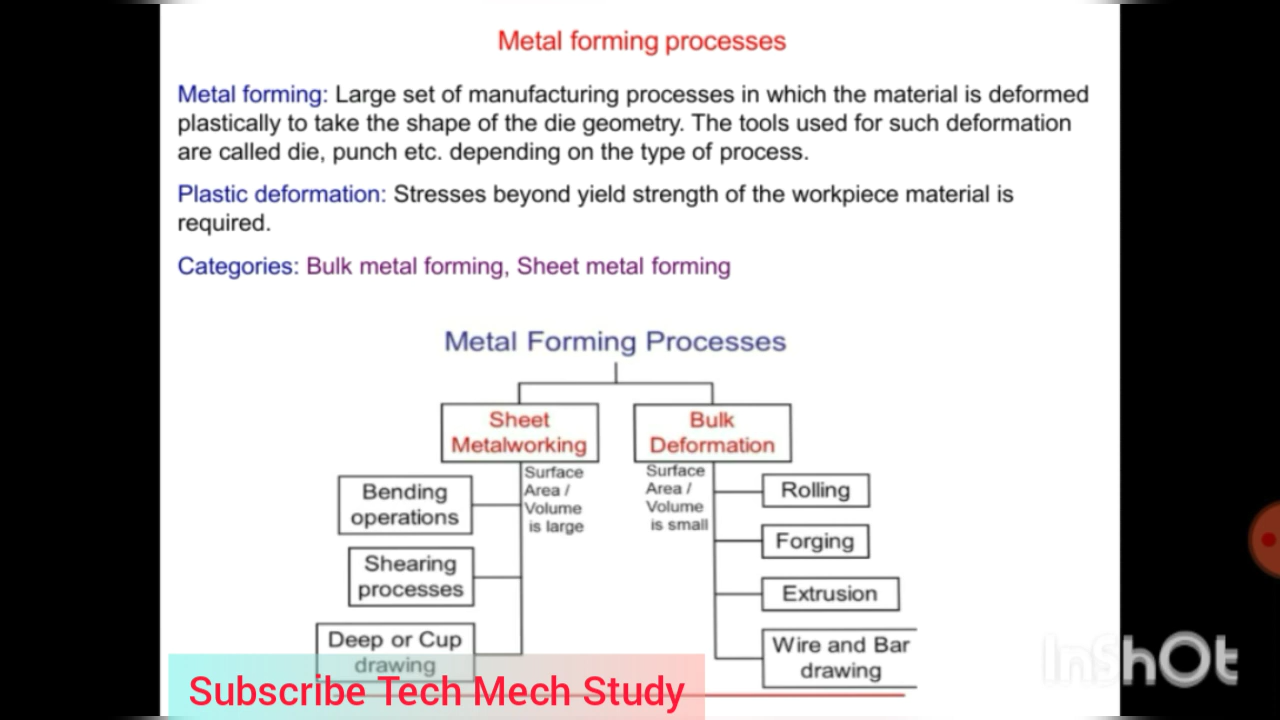 Metal forming processes
Metal forming: Large set of manufacturing processes in which the material is deformed
plastically to take the shape of the die geometry. The tools used for such deformation
are called die, punch etc. depending on the type of process.
Plastic deformation: Stresses beyond yield strength of the workpiece material is
required.
Categories: Bulk metal forming, Sheet metal forming
Metal Forming Processes
Sheet
Metalworking
Surface
Area /
Volume
is large
Bending
operations
Shearing
processes
Deep or Cup
drawing
Bulk
Deformation
Surface
Area /
Volume
is small
Rolling
Forging
Extrusion
Wire and Bar
drawing
Subscribe Tech Mech Study
InShOt